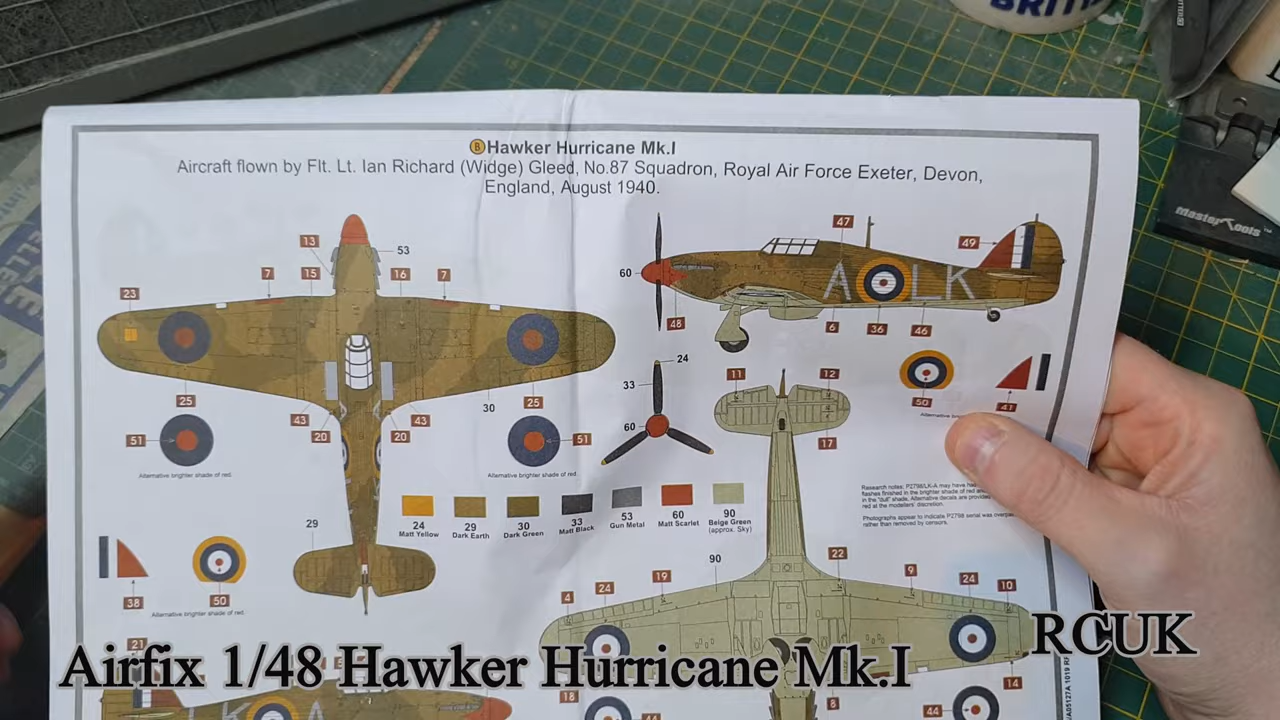 BRITI
B Hawker Hurricane Mk.I
Aircraft flown by Flt. Lt. Ian Richard (Widge) Gleed, No.87 Squadron, Royal Air Force Exeter, Devon,
England, August 1940.
MasterTools
13
53
47
49
7
15
16
7
60
23
A LK
48
6
36
46
24
11
12
33
25
30
25
50
41
43
20
20
43
60
17
51
51
Alternative brighter shade of red.
Alternative brighter shade of red.
24
Matt Yellow
29
Dark Earth
30
Dark Green
33
Matt Black
53
Gun Metal
60
Matt Scarlet
90
Beige Green
(approx. Sky)
29
90
22
19
24
4
9
24
10
38
50
Alternative brighter shade of red.
21
18
44
8
44
14
LK A
RCUK
Airfix 1/48 Hawker Hurricane Mk.I